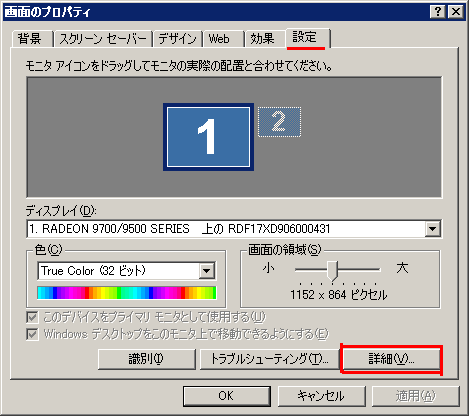 画面のプロパティ
背景 スクリーン セーバー デザイン Web 効果 設定
モニタ アイコンをドラッグしてモニタの実際の配置と合わせてください。
1 2
ディスプレイ(D):
1. RADEON 9700/9500 SERIES 上の RDF17XD906000431
色(C) 画面の領域(S)
True Color (32 ビット) 小 大
1152 x 864 ピクセル
このデバイスをプライマリ モニタとして使用する(U)
Windows デスクトップをこのモニタ上で移動できるようにする(E)
識別(I) トラブルシューティング(T)... 詳細(V)...
OK キャンセル 適用(A)